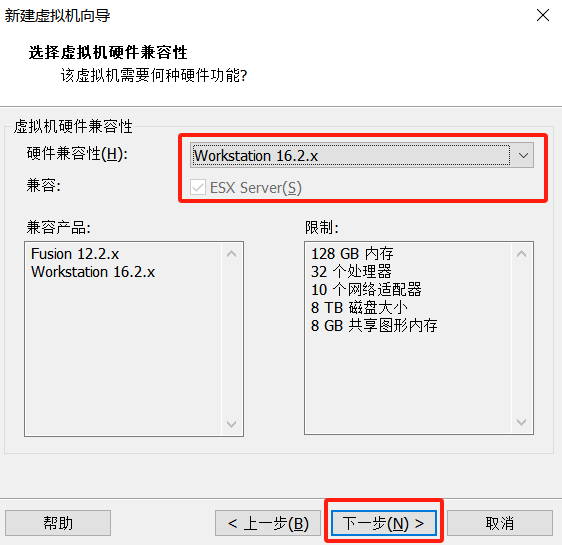 新建虚拟机向导
选择虚拟机硬件兼容性
该虚拟机需要何种硬件功能?
虚拟机硬件兼容性
硬件兼容性(H):
Workstation 16.2.x
兼容:
ESX Server(S)
兼容产品:
Fusion 12.2.x
Workstation 16.2.x
限制:
128 GB 内存
32 个处理器
10 个网络适配器
8 TB 磁盘大小
8 GB 共享图形内存
帮助
< 上一步(B)
下一步(N) >
取消